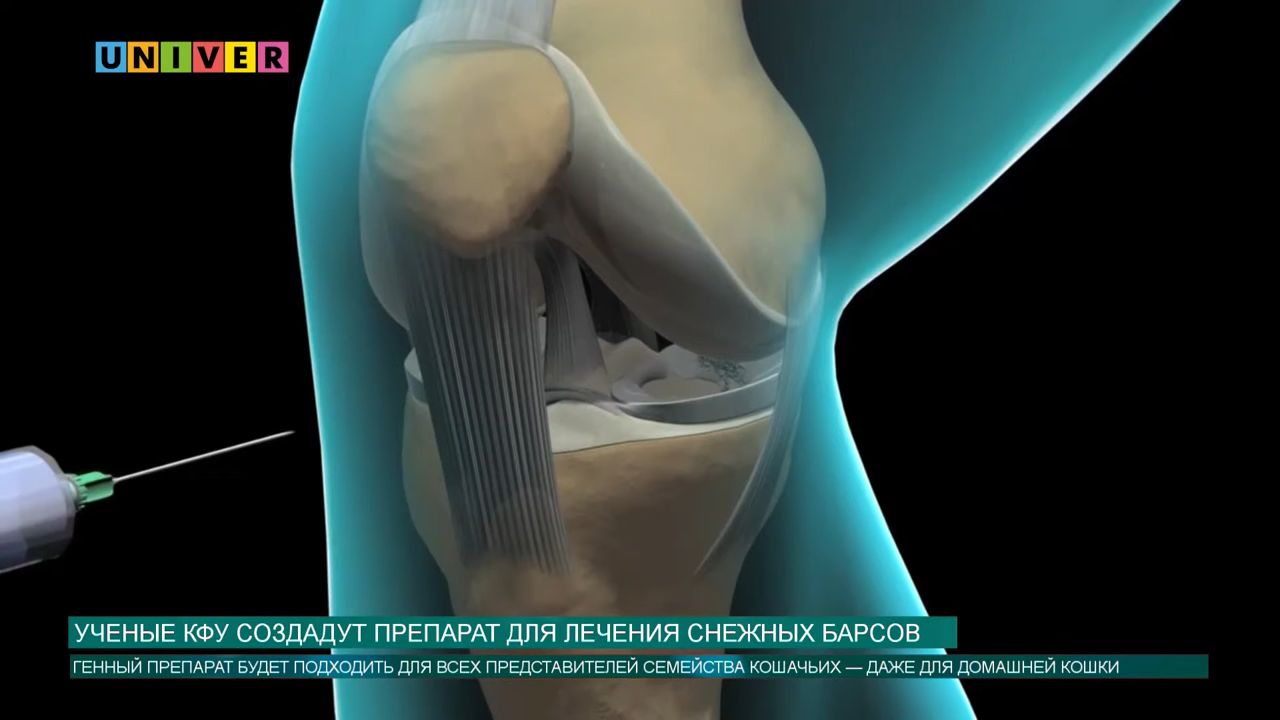 UNIVER
УЧЕНЫЕ КФУ СОЗДАДУТ ПРЕПАРАТ ДЛЯ ЛЕЧЕНИЯ СНЕЖНЫХ БАРСОВ
ГЕННЫЙ ПРЕПАРАТ БУДЕТ ПОДХОДИТЬ ДЛЯ ВСЕХ ПРЕДСТАВИТЕЛЕЙ СЕМЕЙСТВА КОШАЧЬИХ — ДАЖЕ ДЛЯ ДОМАШНЕЙ КОШКИ